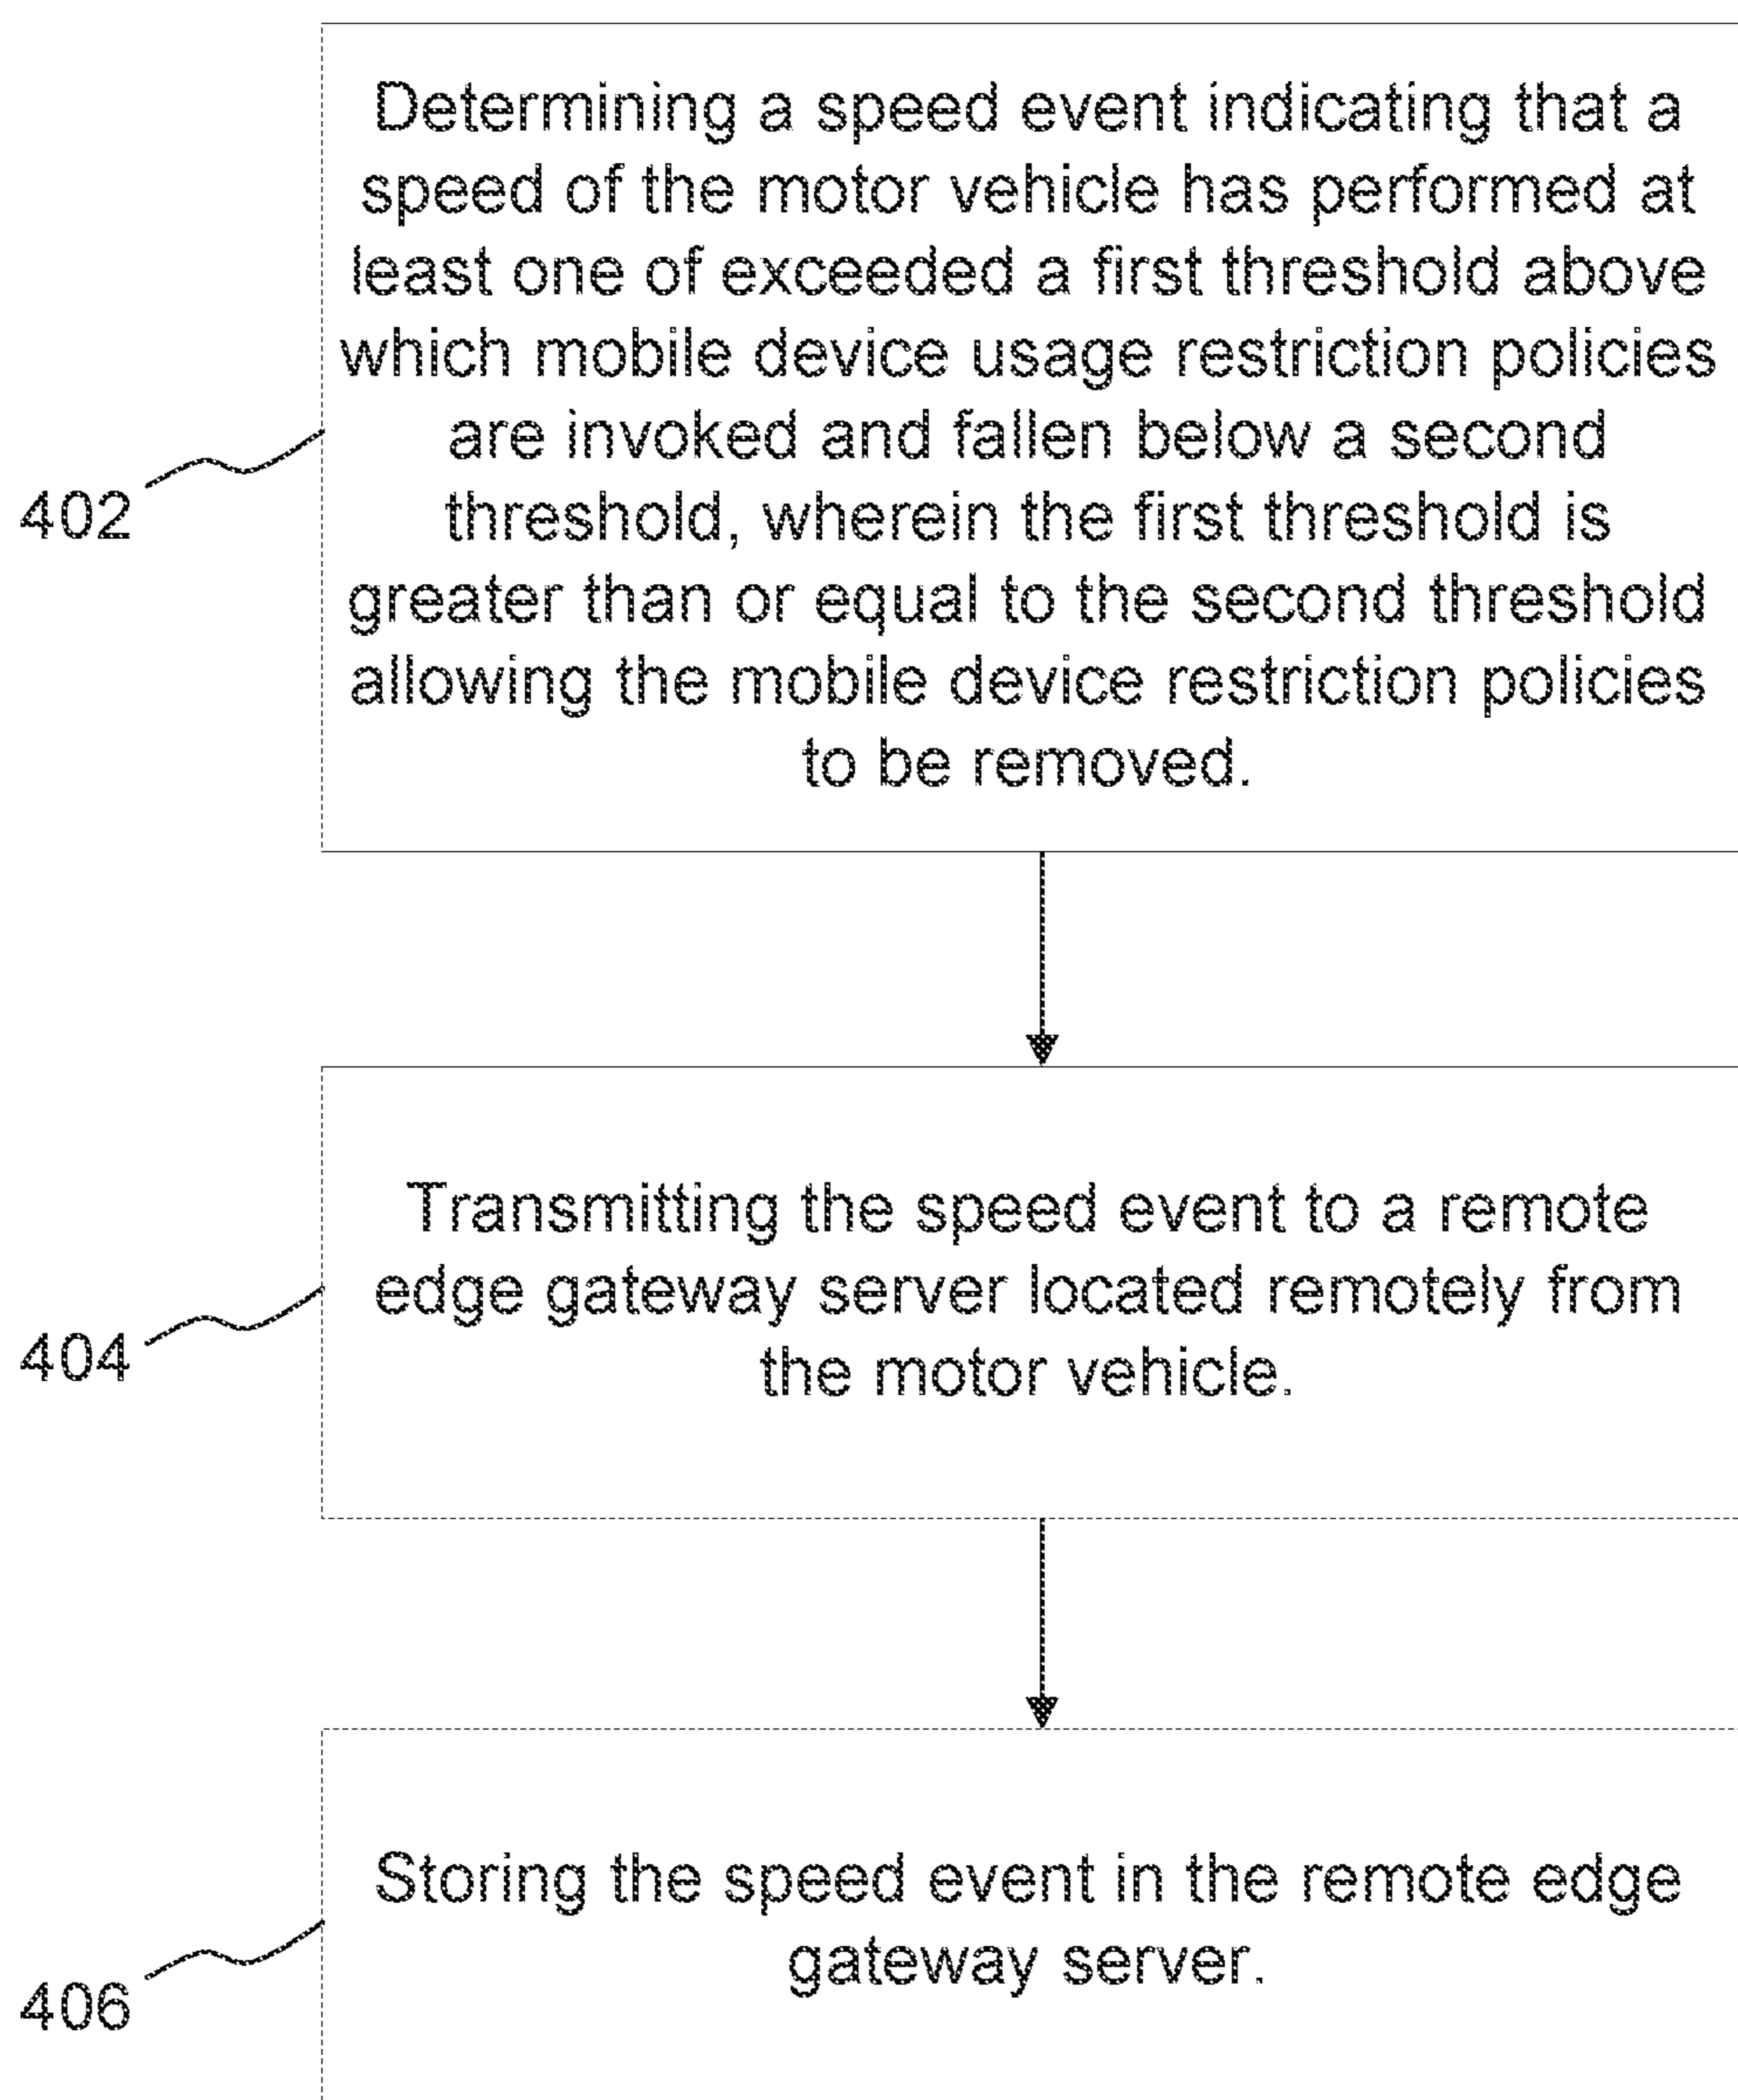 Determining a speed event indicating that a
speed of the motor vehicle has performed at
least one of exceeded a first threshold above
which mobile device usage restriction policies
are invoked and fallen below a second
threshold, wherein the first threshold is
greater than or equal to the second threshold
allowing the mobile device restriction policies
to be removed.
402
Transmitting the speed event to a remote
edge gateway server located remotely from
the motor vehicle.
404
Storing the speed event in the remote edge
gateway server.
406